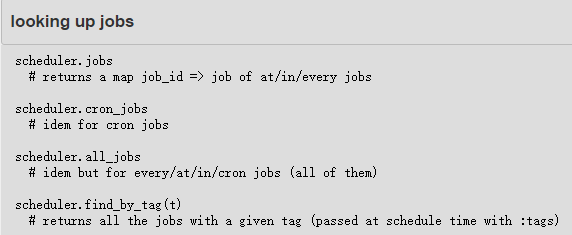 looking up jobs
scheduler.jobs
# returns a map job_id => job of at/in/every jobs
scheduler.cron_jobs
# idem for cron jobs
scheduler.all_jobs
# idem but for every/at/in/cron jobs (all of them)
scheduler.find_by_tag(t)
# returns all the jobs with a given tag (passed at schedule time with :tags)